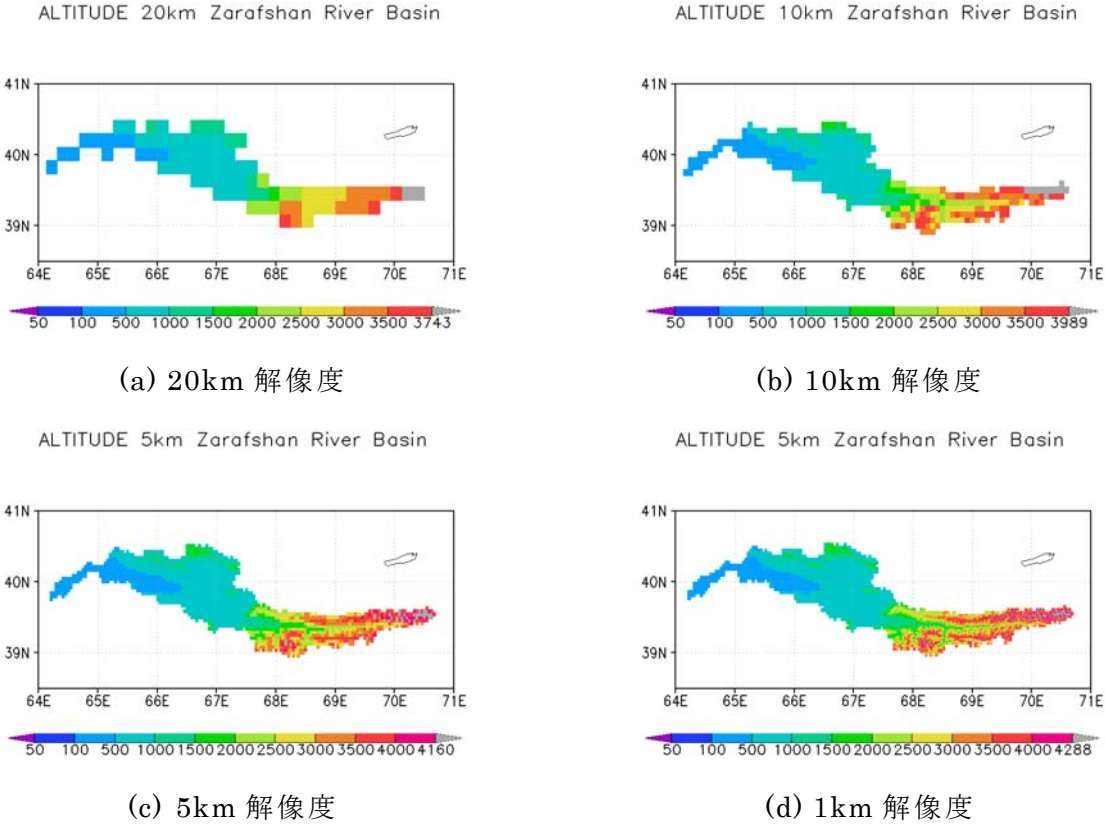 ALTITUDE 20km Zarafshan River Basin
41N
40N
39N
64E 65E 66E 67E 68E 69E 70E 71E
50 100 500 1000 1500 2000 2500 3000 3500 3743
(a) 20km 解像度
ALTITUDE 10km Zarafshan River Basin
41N
40N
39N
64E 65E 66E 67E 68E 69E 70E 71E
50 100 500 1000 1500 2000 2500 3000 3500 3989
(b) 10km 解像度
ALTITUDE 5km Zarafshan River Basin
41N
40N
39N
64E 65E 66E 67E 68E 69E 70E 71E
50 100 500 1000 1500 2000 2500 3000 3500 4000 4160
(c) 5km 解像度
ALTITUDE 5km Zarafshan River Basin
41N
40N
39N
64E 65E 66E 67E 68E 69E 70E 71E
50 100 500 1000 1500 2000 2500 3000 3500 4000 4288
(d) 1km 解像度